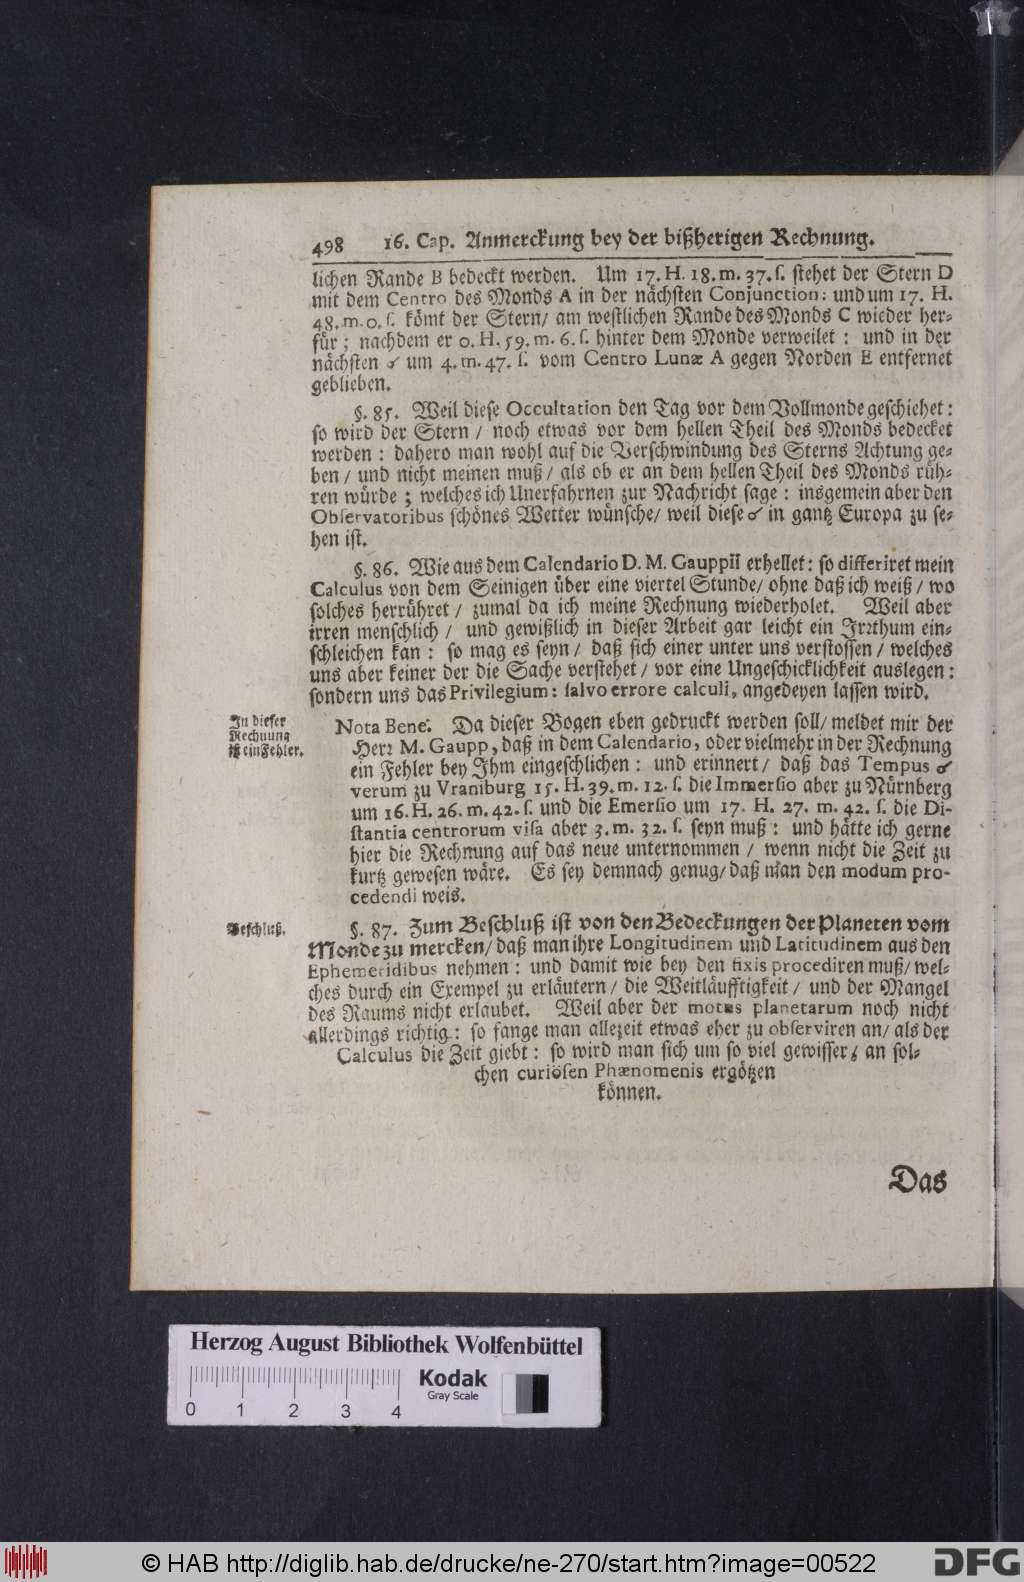 498 16. Cap. Anmerckung bey der bißherigen Rechnung.
lichen Rande B bedeckt werden. Um 17. H. 18. m. 37. s. stehet der Stern D
mit dem Centro des Monds A in der nächsten Conjunction: und um 17. H.
48. m. 0. s. kömt der Stern/ am westlichen Rande des Monds C wieder her-
für; nachdem er 0. H. 59. m. 6. s. hinter dem Monde verweilet: und in der
nächsten ☌ um 4. m. 47. s. vom Centro Lunæ A gegen Norden E entfernet
geblieben.
§. 85. Weil diese Occultation den Tag vor dem Vollmonde geschiehet:
so wird der Stern/ noch etwas vor dem hellen Theil des Monds bedecket
werden: dahero man wohl auf die Verschwindung des Sterns Achtung ge-
ben/ und nicht meinen muß/ als ob er an dem hellen Theil des Monds rüh-
ren würde; welches ich Unerfahrnen zur Nachricht sage: insgemein aber den
Observatoribus schönes Wetter wünsche/ weil diese ☌ in gantz Europa zu se-
hen ist.
§. 86. Wie aus dem Calendario D. M. Gauppii erhellet: so differiret mein
Calculus von dem Seinigen über eine viertel Stunde/ ohne daß ich weiß/ wo
solches herrühret/ zumal da ich meine Rechnung wiederholet. Weil aber
irren menschlich/ und gewißlich in dieser Arbeit gar leicht ein Irrthum ein-
schleichen kan: so mag es seyn/ daß sich einer unter uns verstossen/ welches
uns aber keiner der die Sache verstehet/ vor eine Ungeschicklichkeit auslegen:
sondern uns das Privilegium: salvo errore calculi, angedeyen lassen wird.
In dieser
Rechnung
ist ein Fehler.
Nota Bene. Da dieser Bogen eben gedruckt werden soll/ meldet mir der
Herr M. Gaupp, daß in dem Calendario, oder vielmehr in der Rechnung
ein Fehler bey Ihm eingeschlichen: und erinnert/ daß das Tempus ☌
verum zu Vraniburg 15. H. 39. m. 12. s. die Immersio aber zu Nürnberg
um 16. H. 26. m. 42. s. und die Emersio um 17. H. 27. m. 42. s. die Di-
stantia centrorum visa aber 3. m. 32. s. seyn muß: und hätte ich gerne
hier die Rechnung auf das neue unternommen/ wenn nicht die Zeit zu
kurtz gewesen wäre. Es sey demnach genug/ daß man den modum pro-
cedendi weis.
Beschluß.
§. 87. Zum Beschluß ist von den Bedeckungen der Planeten vom
Monde zu mercken/ daß man ihre Longitudinem und Latitudinem aus den
Ephemeridibus nehmen: und damit wie bey den fixis procediren muß/ wel-
ches durch ein Exempel zu erläutern/ die Weitläufftigkeit/ und der Mangel
des Raums nicht erlaubet. Weil aber der motus planetarum noch nicht
allerdings richtig: so fange man allezeit etwas eher zu observiren an/ als der
Calculus die Zeit giebt: so wird man sich um so viel gewisser/ an sol-
chen curiösen Phænomenis ergötzen
können.
Das
Herzog August Bibliothek Wolfenbüttel
Kodak
Gray Scale
0 1 2 3 4
© HAB http://diglib.hab.de/drucke/ne-270/start.htm?image=00522
DFG